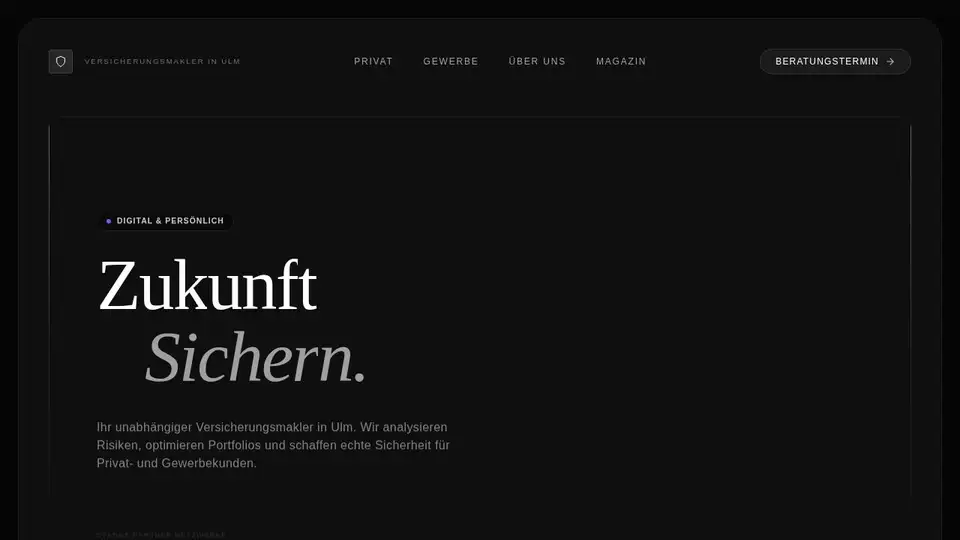 VERSICHERUNGSMAKLER IN ULM
PRIVAT
GEWERBE
ÜBER UNS
MAGAZIN
BERATUNGSTERMIN
DIGITAL & PERSÖNLICH
Zukunft
Sichern.
Ihr unabhängiger Versicherungsmakler in Ulm. Wir analysieren
Risiken, optimieren Portfolios und schaffen echte Sicherheit für
Privat- und Gewerbekunden.